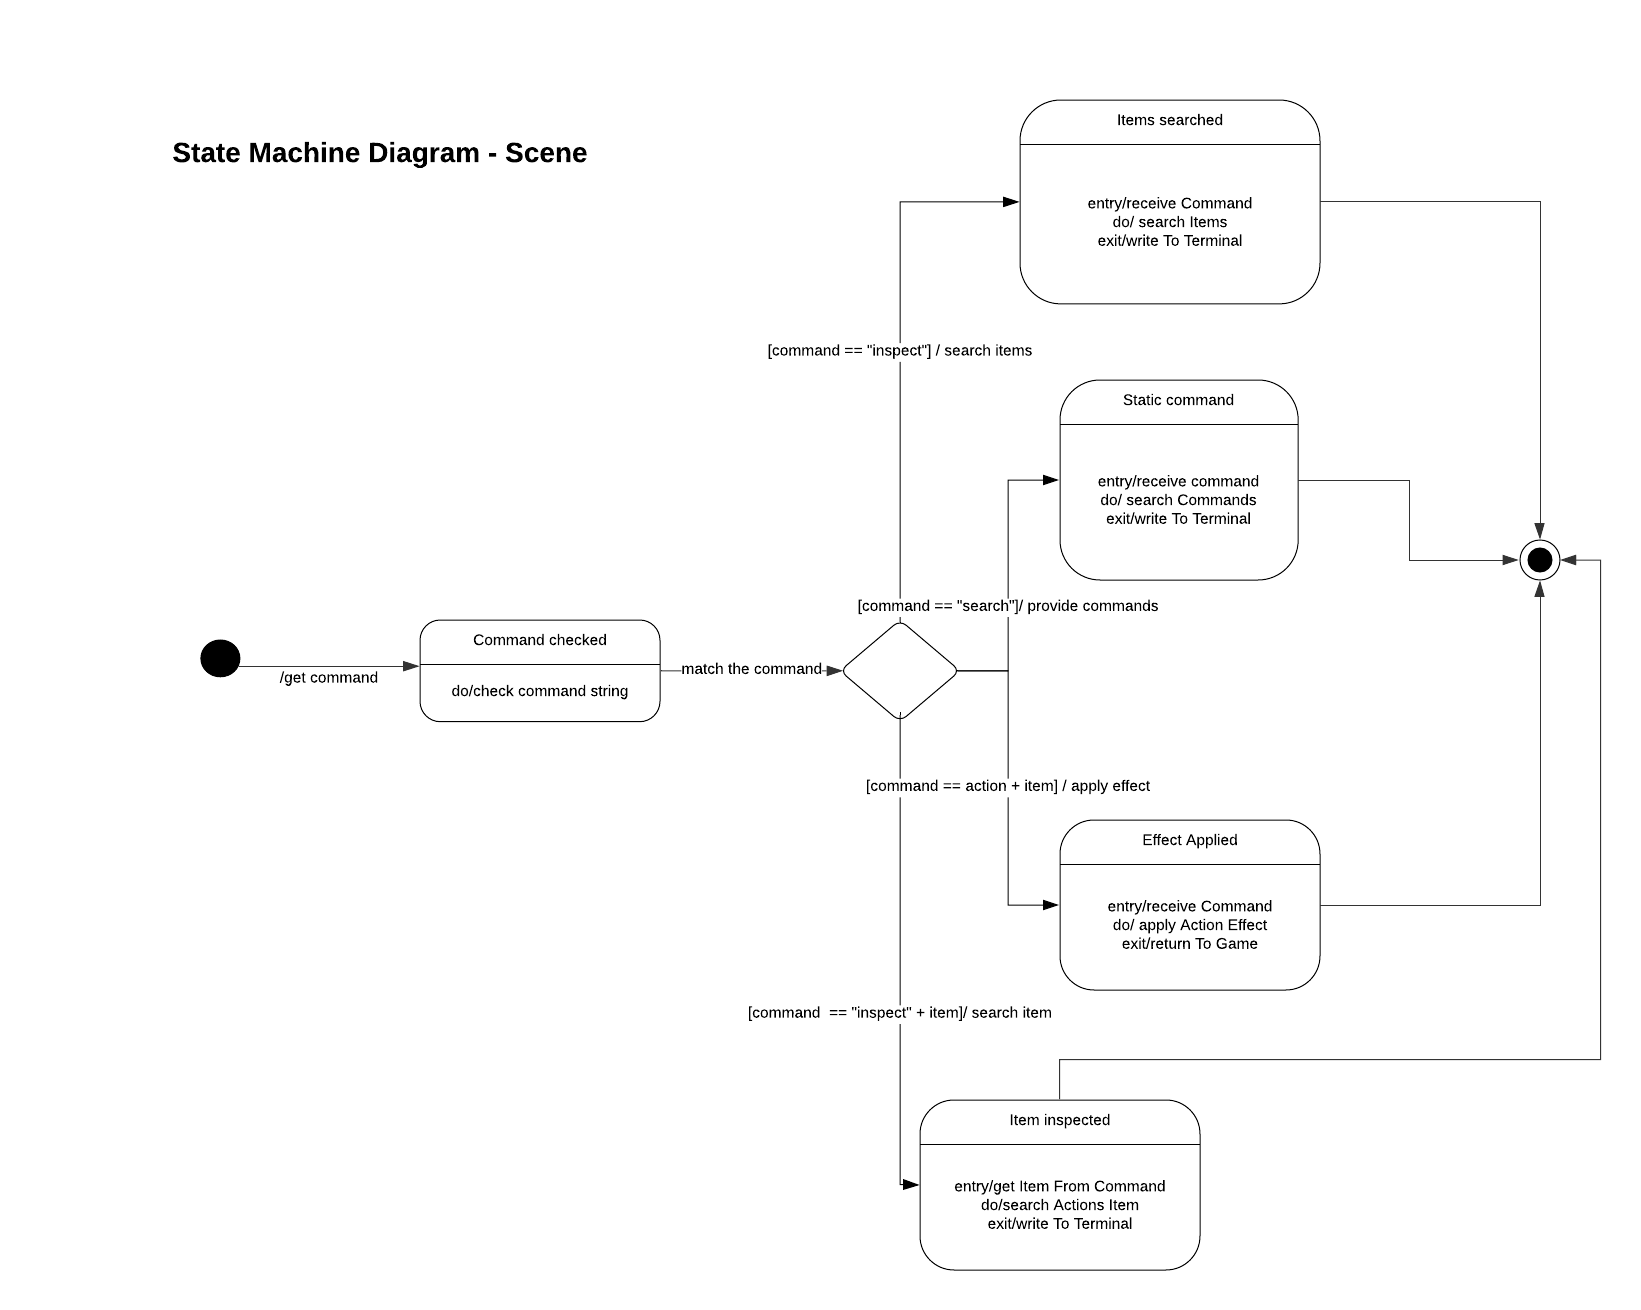 State Machine Diagram - Scene
Items searched
entry/receive Command
do/ search Items
exit/write To Terminal
[command == "inspect"] / search items
Static command
entry/receive command
do/ search Commands
exit/write To Terminal
[command == "search"]/ provide commands
Command checked
do/check command string
/get command
match the command
[command == action + item] / apply effect
Effect Applied
entry/receive Command
do/ apply Action Effect
exit/return To Game
[command  == "inspect" + item]/ search item
Item inspected
entry/get Item From Command
do/search Actions Item
exit/write To Terminal